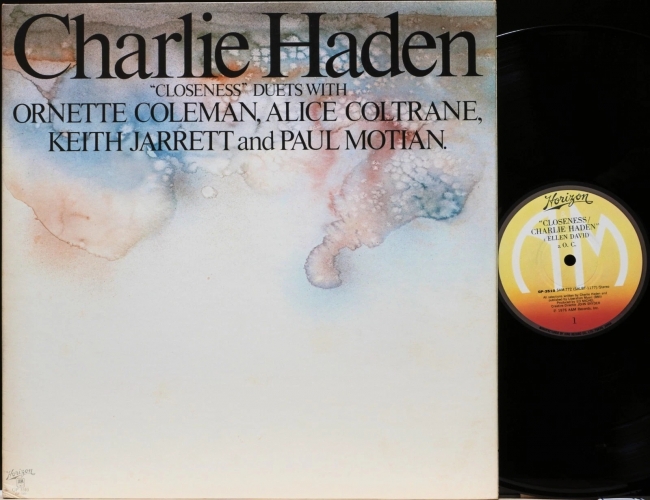 Charlie Haden
"CLOSENESS" DUETS WITH
ORNETTE COLEMAN, ALICE COLTRANE,
KEITH JARRETT and PAUL MOTIAN.
Horizon
Horizon
"CLOSENESS/
CHARLIE HADEN"
ELLEN DAVID
O. C.
1